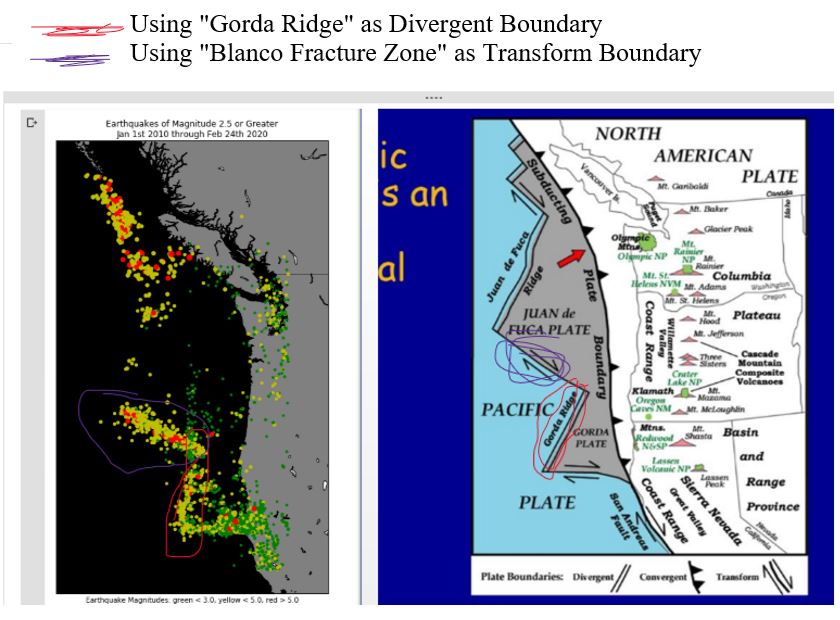 Using "Gorda Ridge" as Divergent Boundary
Using "Blanco Fracture Zone" as Transform Boundary
Earthquakes of Magnitude 2.5 or Greater
Jan 1st 2010 through Feb 24th 2020
Earthquake Magnitudes: green < 3.0, yellow < 5.0, red > 5.0
ic
s an
al
NORTH
AMERICAN
PLATE
Canada
Idaho
Vancouver Is.
Puget
Sound
Mt. Garibaldi
Mt. Baker
Glacier Peak
Olympic
Mtns.
Olympic NP
Mt.
Rainier
NP
Mt.
Rainier
Mt. St.
Helens NVM
Mt. Adams
Mt. St. Helens
Columbia
Washington
Oregon
Plateau
Mt.
Hood
Mt. Jefferson
Three
Sisters
Cascade
Mountain
Composite
Volcanoes
Crater
Lake NP
Mt.
Mazama
Klamath
Oregon
Caves NM
Mt. McLoughlin
Mtns.
Redwood
N&SP
Mt.
Shasta
Lassen
Volcanic NP
Lassen
Peak
Basin
and
Range
Province
Nevada
California
Coast Range
Willamette
Valley
Coast Range
Great Valley
Sierra Nevada
San Andreas
Fault
Subducting
Plate
Boundary
Juan de Fuca
Ridge
JUAN de
FUCA PLATE
PACIFIC
PLATE
Gorda Ridge
GORDA
PLATE
Plate Boundaries: Divergent Convergent Transform